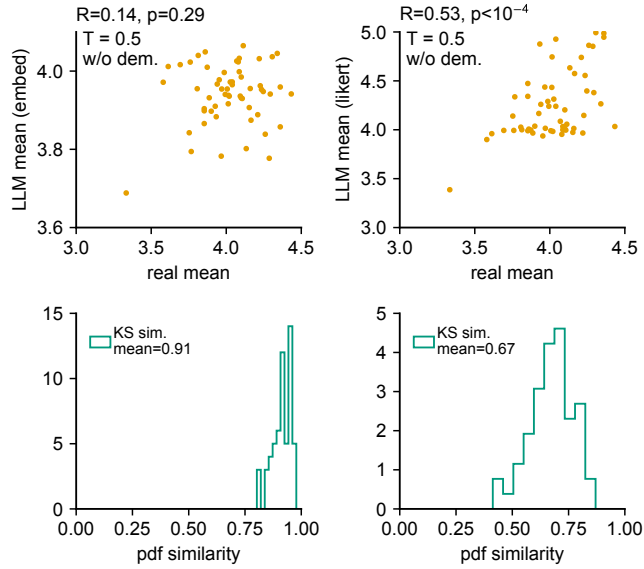 R=0.14, p=0.29
T = 0.5
w/o dem.
LLM mean (embed)
4.0
3.8
3.6
3.0
3.5
4.0
4.5
real mean
R=0.53, p<10⁻⁴
T = 0.5
w/o dem.
LLM mean (likert)
5.0
4.5
4.0
3.5
3.0
3.0
3.5
4.0
4.5
real mean
KS sim.
mean=0.91
15
10
5
0
0.00
0.25
0.50
0.75
1.00
pdf similarity
KS sim.
mean=0.67
5
4
3
2
1
0
0.00
0.25
0.50
0.75
1.00
pdf similarity